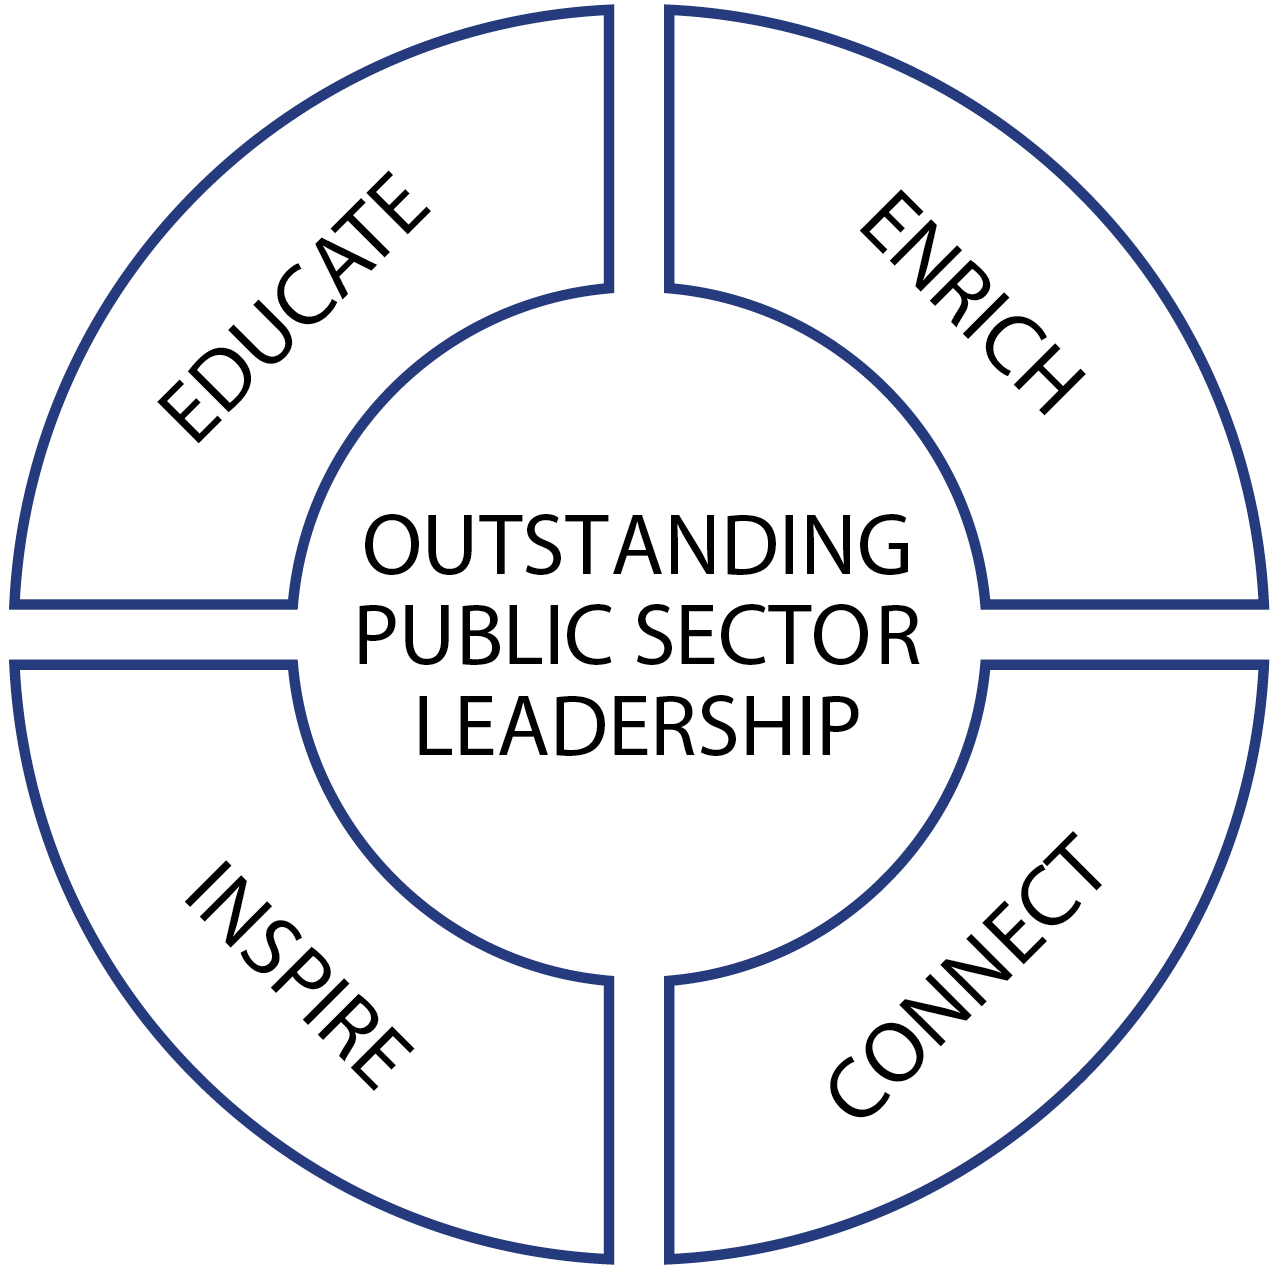 EDUCATE
ENRICH
OUTSTANDING
PUBLIC SECTOR
LEADERSHIP
INSPIRE
CONNECT